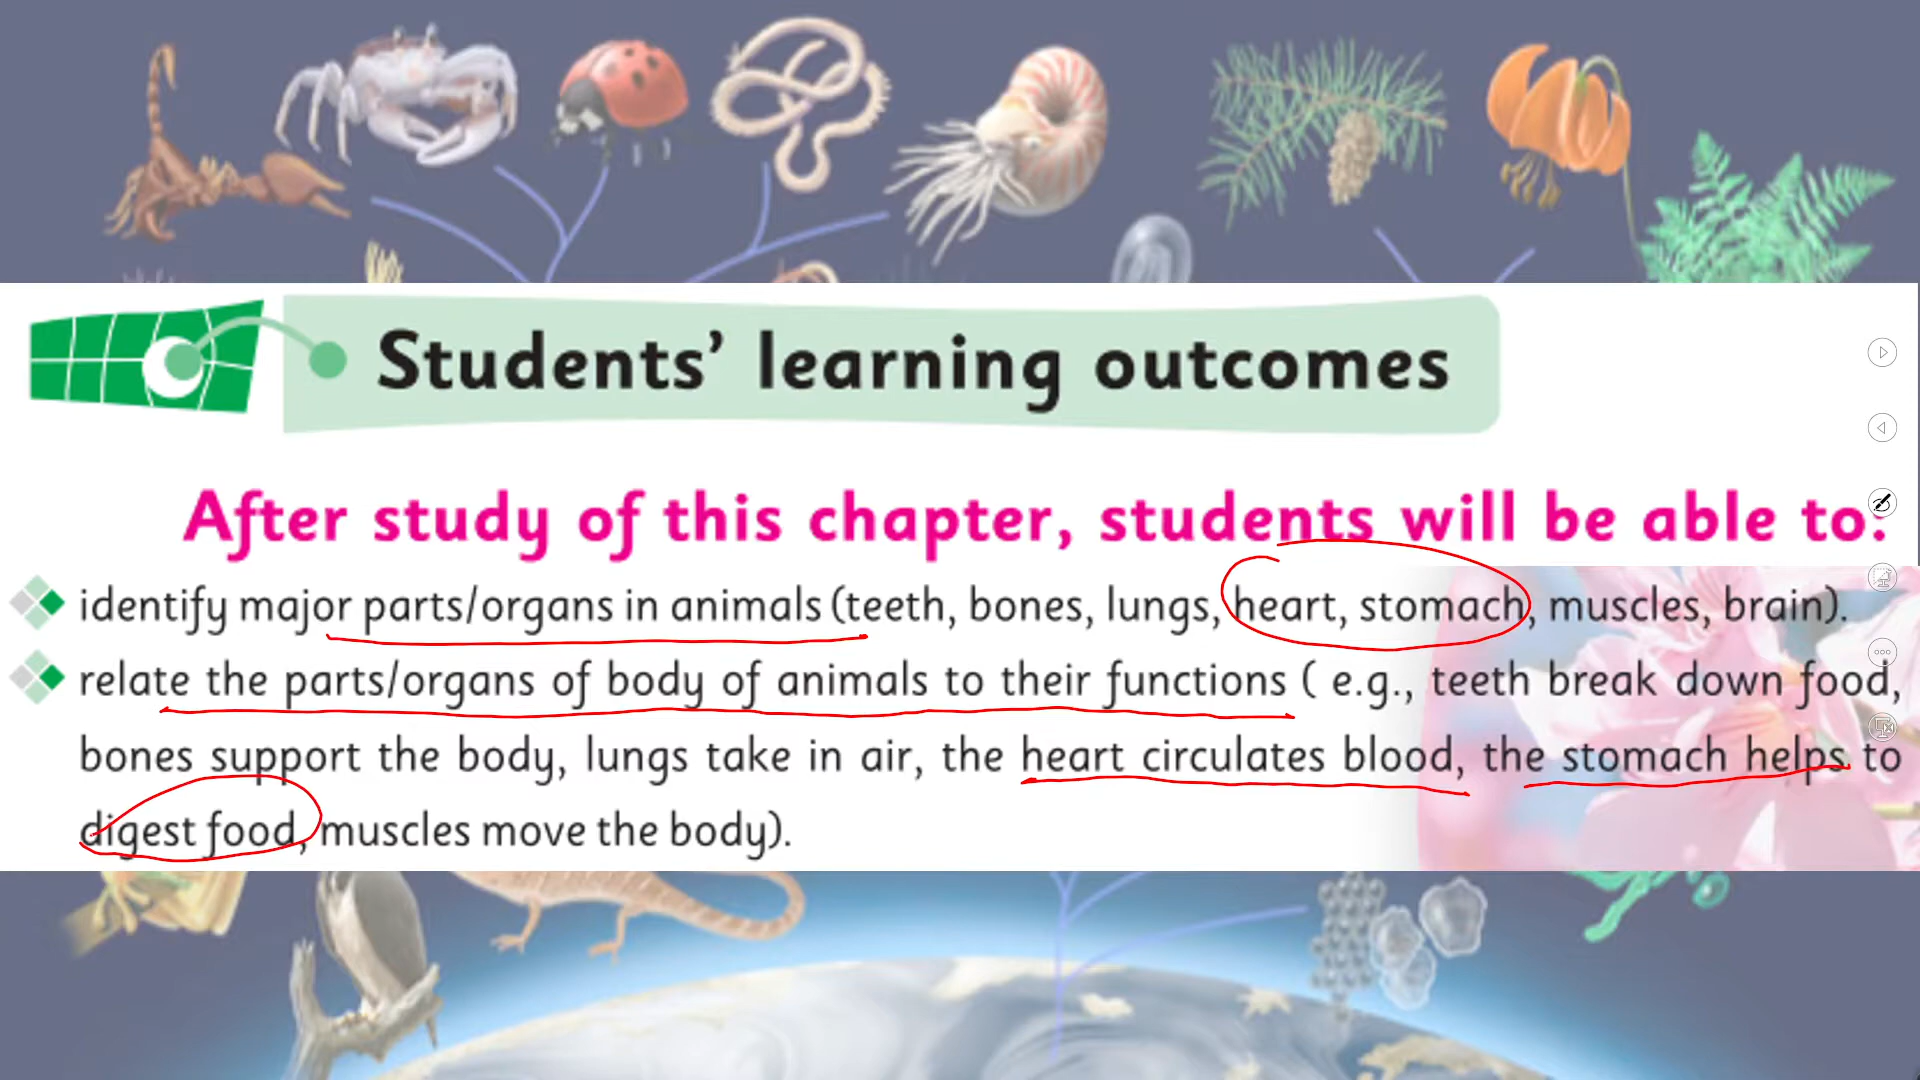 Students’ learning outcomes
After study of this chapter, students will be able to:
identify major parts/organs in animals (teeth, bones, lungs, heart, stomach, muscles, brain).
relate the parts/organs of body of animals to their functions ( e.g., teeth break down food,
bones support the body, lungs take in air, the heart circulates blood, the stomach helps to
digest food, muscles move the body).